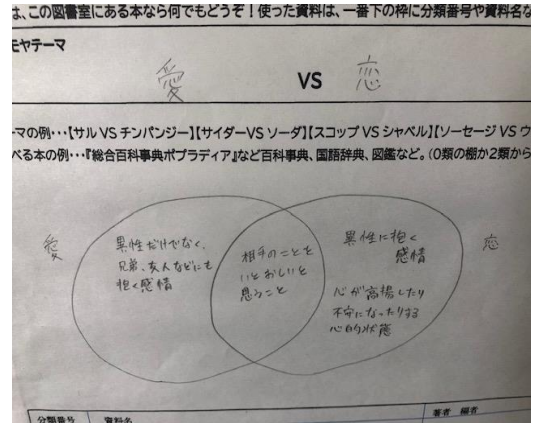 は、この図書室にある本なら何でもどうぞ！使った資料は、一番下の枠に分類番号や資料名な
モヤテーマ
愛 VS 恋
ーマの例・・・【サル VS チンパンジー】【サイダーVS ソーダ】【スコップ VS シャベル】【ソーセージ VS ウ
べる本の例・・・『総合百科事典ポプラディア』など百科事典、国語辞典、図鑑など。（0類の棚か2類から
愛
異性だけでなく、
兄弟、友人などにも
抱く感情
相手のことを
いとおしいと
思うこと
異性に抱く
感情
心が高揚したり
不安になったりする
心的状態
恋
分類番号 資料名 著者 編者